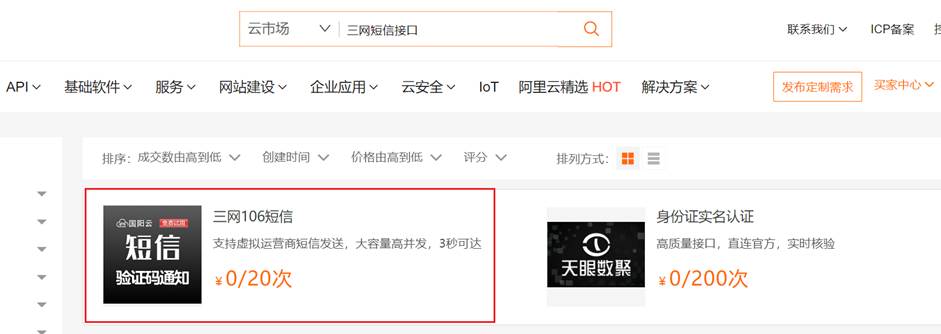 云市场 三网短信接口 联系我们 ICP备案
API 基础软件 服务 网站建设 企业应用 云安全 IoT 阿里云精选 HOT 解决方案 发布定制需求 买家中心
排序： 成交数由高到低 创建时间 价格由高到低 评分 排列方式：
国阳云 免费试用
短信
验证码通知
三网106短信
支持虚拟运营商短信发送，大容量高并发，3秒可达
¥0/20次
天眼数聚
身份证实名认证
高质量接口，直连官方，实时核验
¥0/200次